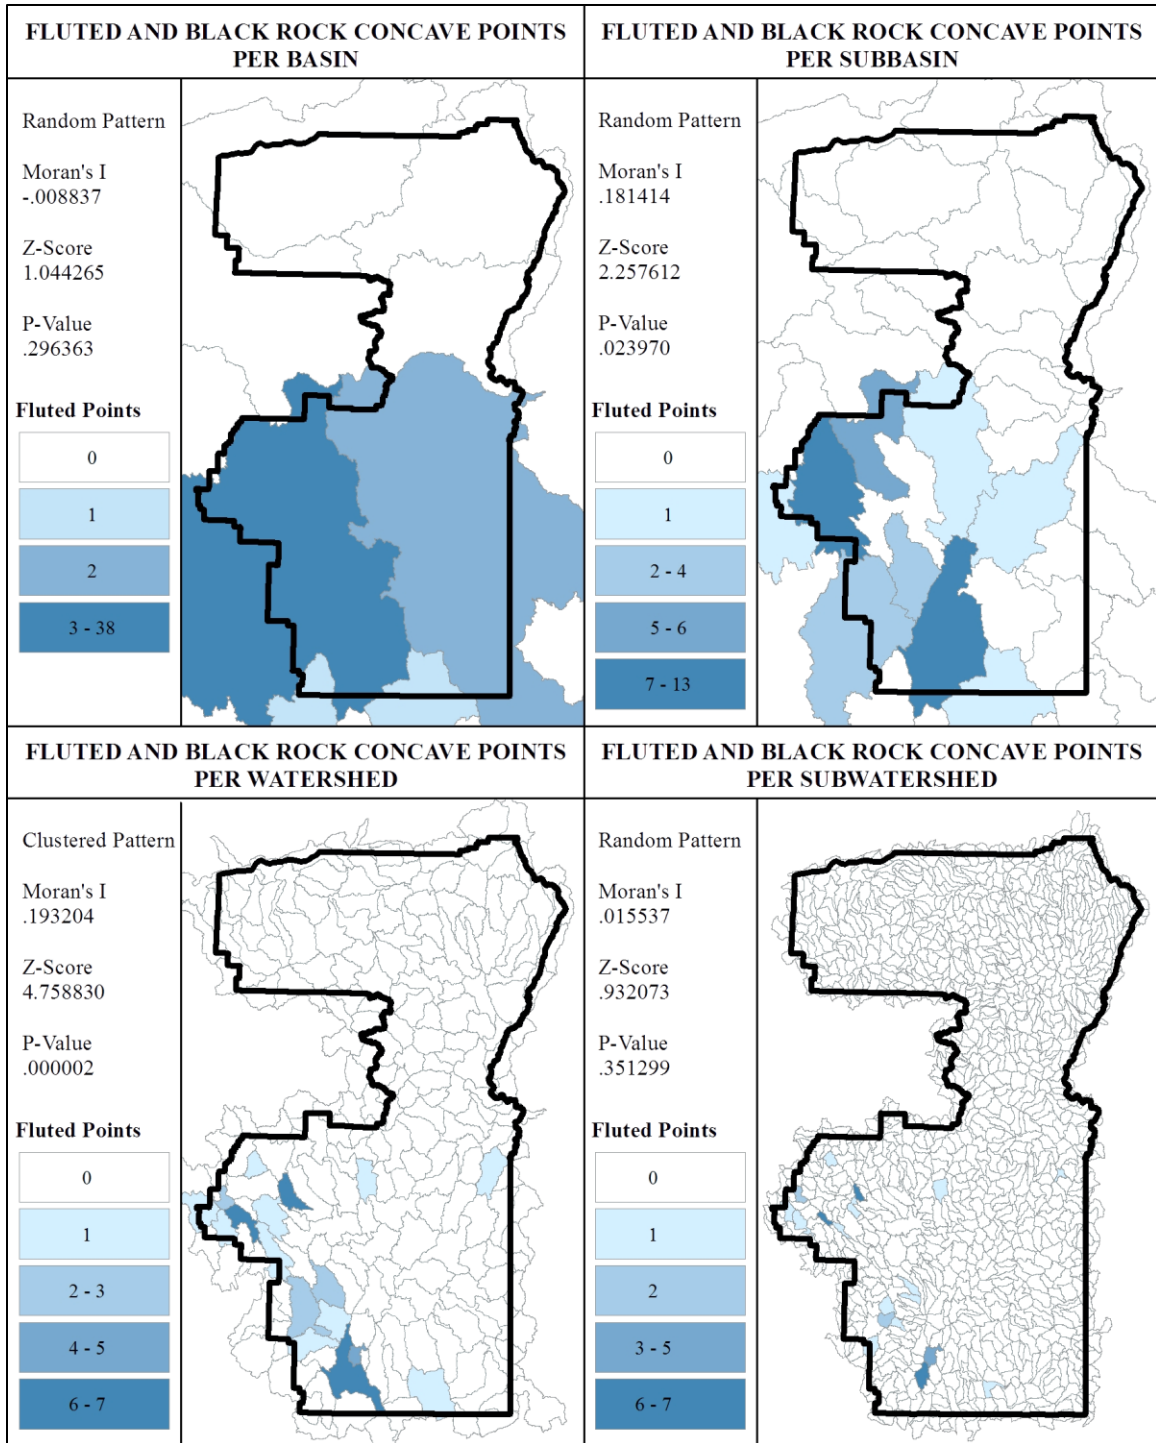 FLUTED AND BLACK ROCK CONCAVE POINTS
PER BASIN
Random Pattern
Moran's I
-.008837
Z-Score
1.044265
P-Value
.296363
Fluted Points
0
1
2
3 - 38
FLUTED AND BLACK ROCK CONCAVE POINTS
PER SUBBASIN
Random Pattern
Moran's I
.181414
Z-Score
2.257612
P-Value
.023970
Fluted Points
0
1
2 - 4
5 - 6
7 - 13
FLUTED AND BLACK ROCK CONCAVE POINTS
PER WATERSHED
Clustered Pattern
Moran's I
.193204
Z-Score
4.758830
P-Value
.000002
Fluted Points
0
1
2 - 3
4 - 5
6 - 7
FLUTED AND BLACK ROCK CONCAVE POINTS
PER SUBWATERSHED
Random Pattern
Moran's I
.015537
Z-Score
.932073
P-Value
.351299
Fluted Points
0
1
2
3 - 5
6 - 7